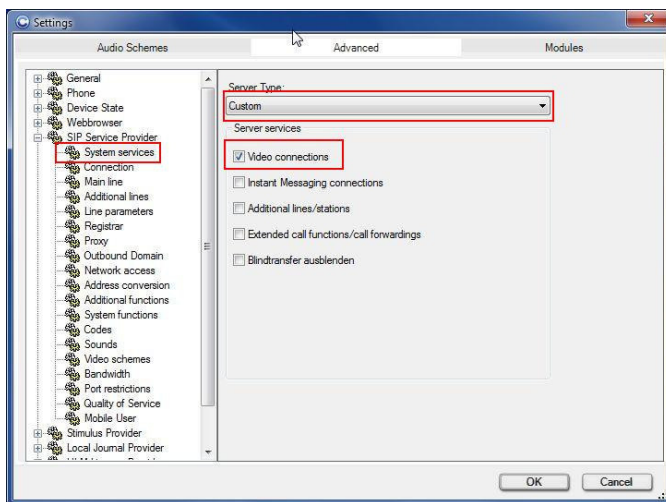 Settings
Audio Schemes
Advanced
Modules
General
Phone
Device State
Webbrowser
SIP Service Provider
System services
Connection
Main line
Additional lines
Line parameters
Registrar
Proxy
Outbound Domain
Network access
Address conversion
Additional functions
System functions
Codes
Sounds
Video schemes
Bandwidth
Port restrictions
Quality of Service
Mobile User
Stimulus Provider
Local Journal Provider
Server Type:
Custom
Server services
Video connections
Instant Messaging connections
Additional lines/stations
Extended call functions/call forwardings
Blindtransfer ausblenden
OK
Cancel